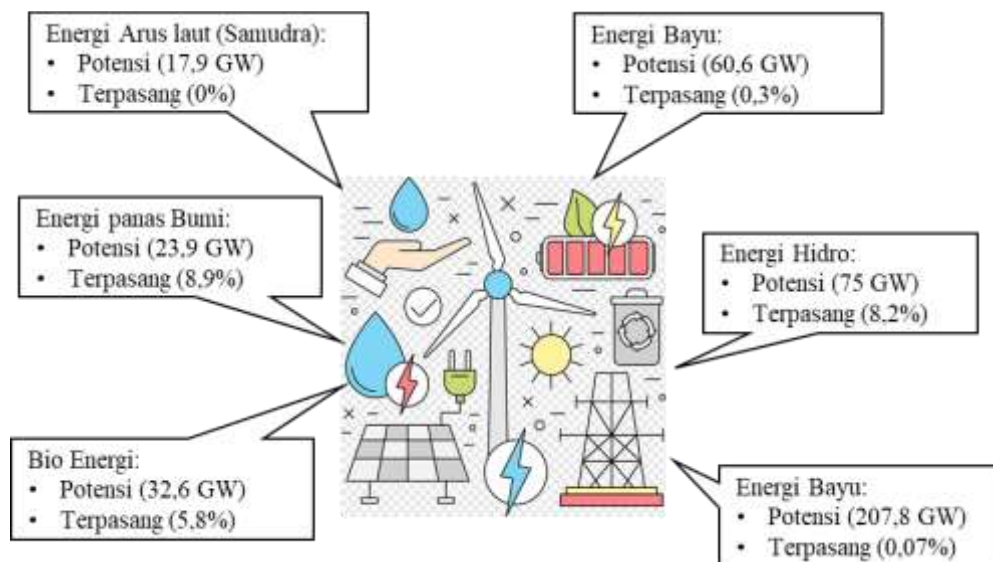 Energi Arus laut (Samudra):
• Potensi (17,9 GW)
• Terpasang (0%)
Energi Bayu:
• Potensi (60,6 GW)
• Terpasang (0,3%)
Energi panas Bumi:
• Potensi (23,9 GW)
• Terpasang (8,9%)
Energi Hidro:
• Potensi (75 GW)
• Terpasang (8,2%)
Bio Energi:
• Potensi (32,6 GW)
• Terpasang (5,8%)
Energi Bayu:
• Potensi (207,8 GW)
• Terpasang (0,07%)